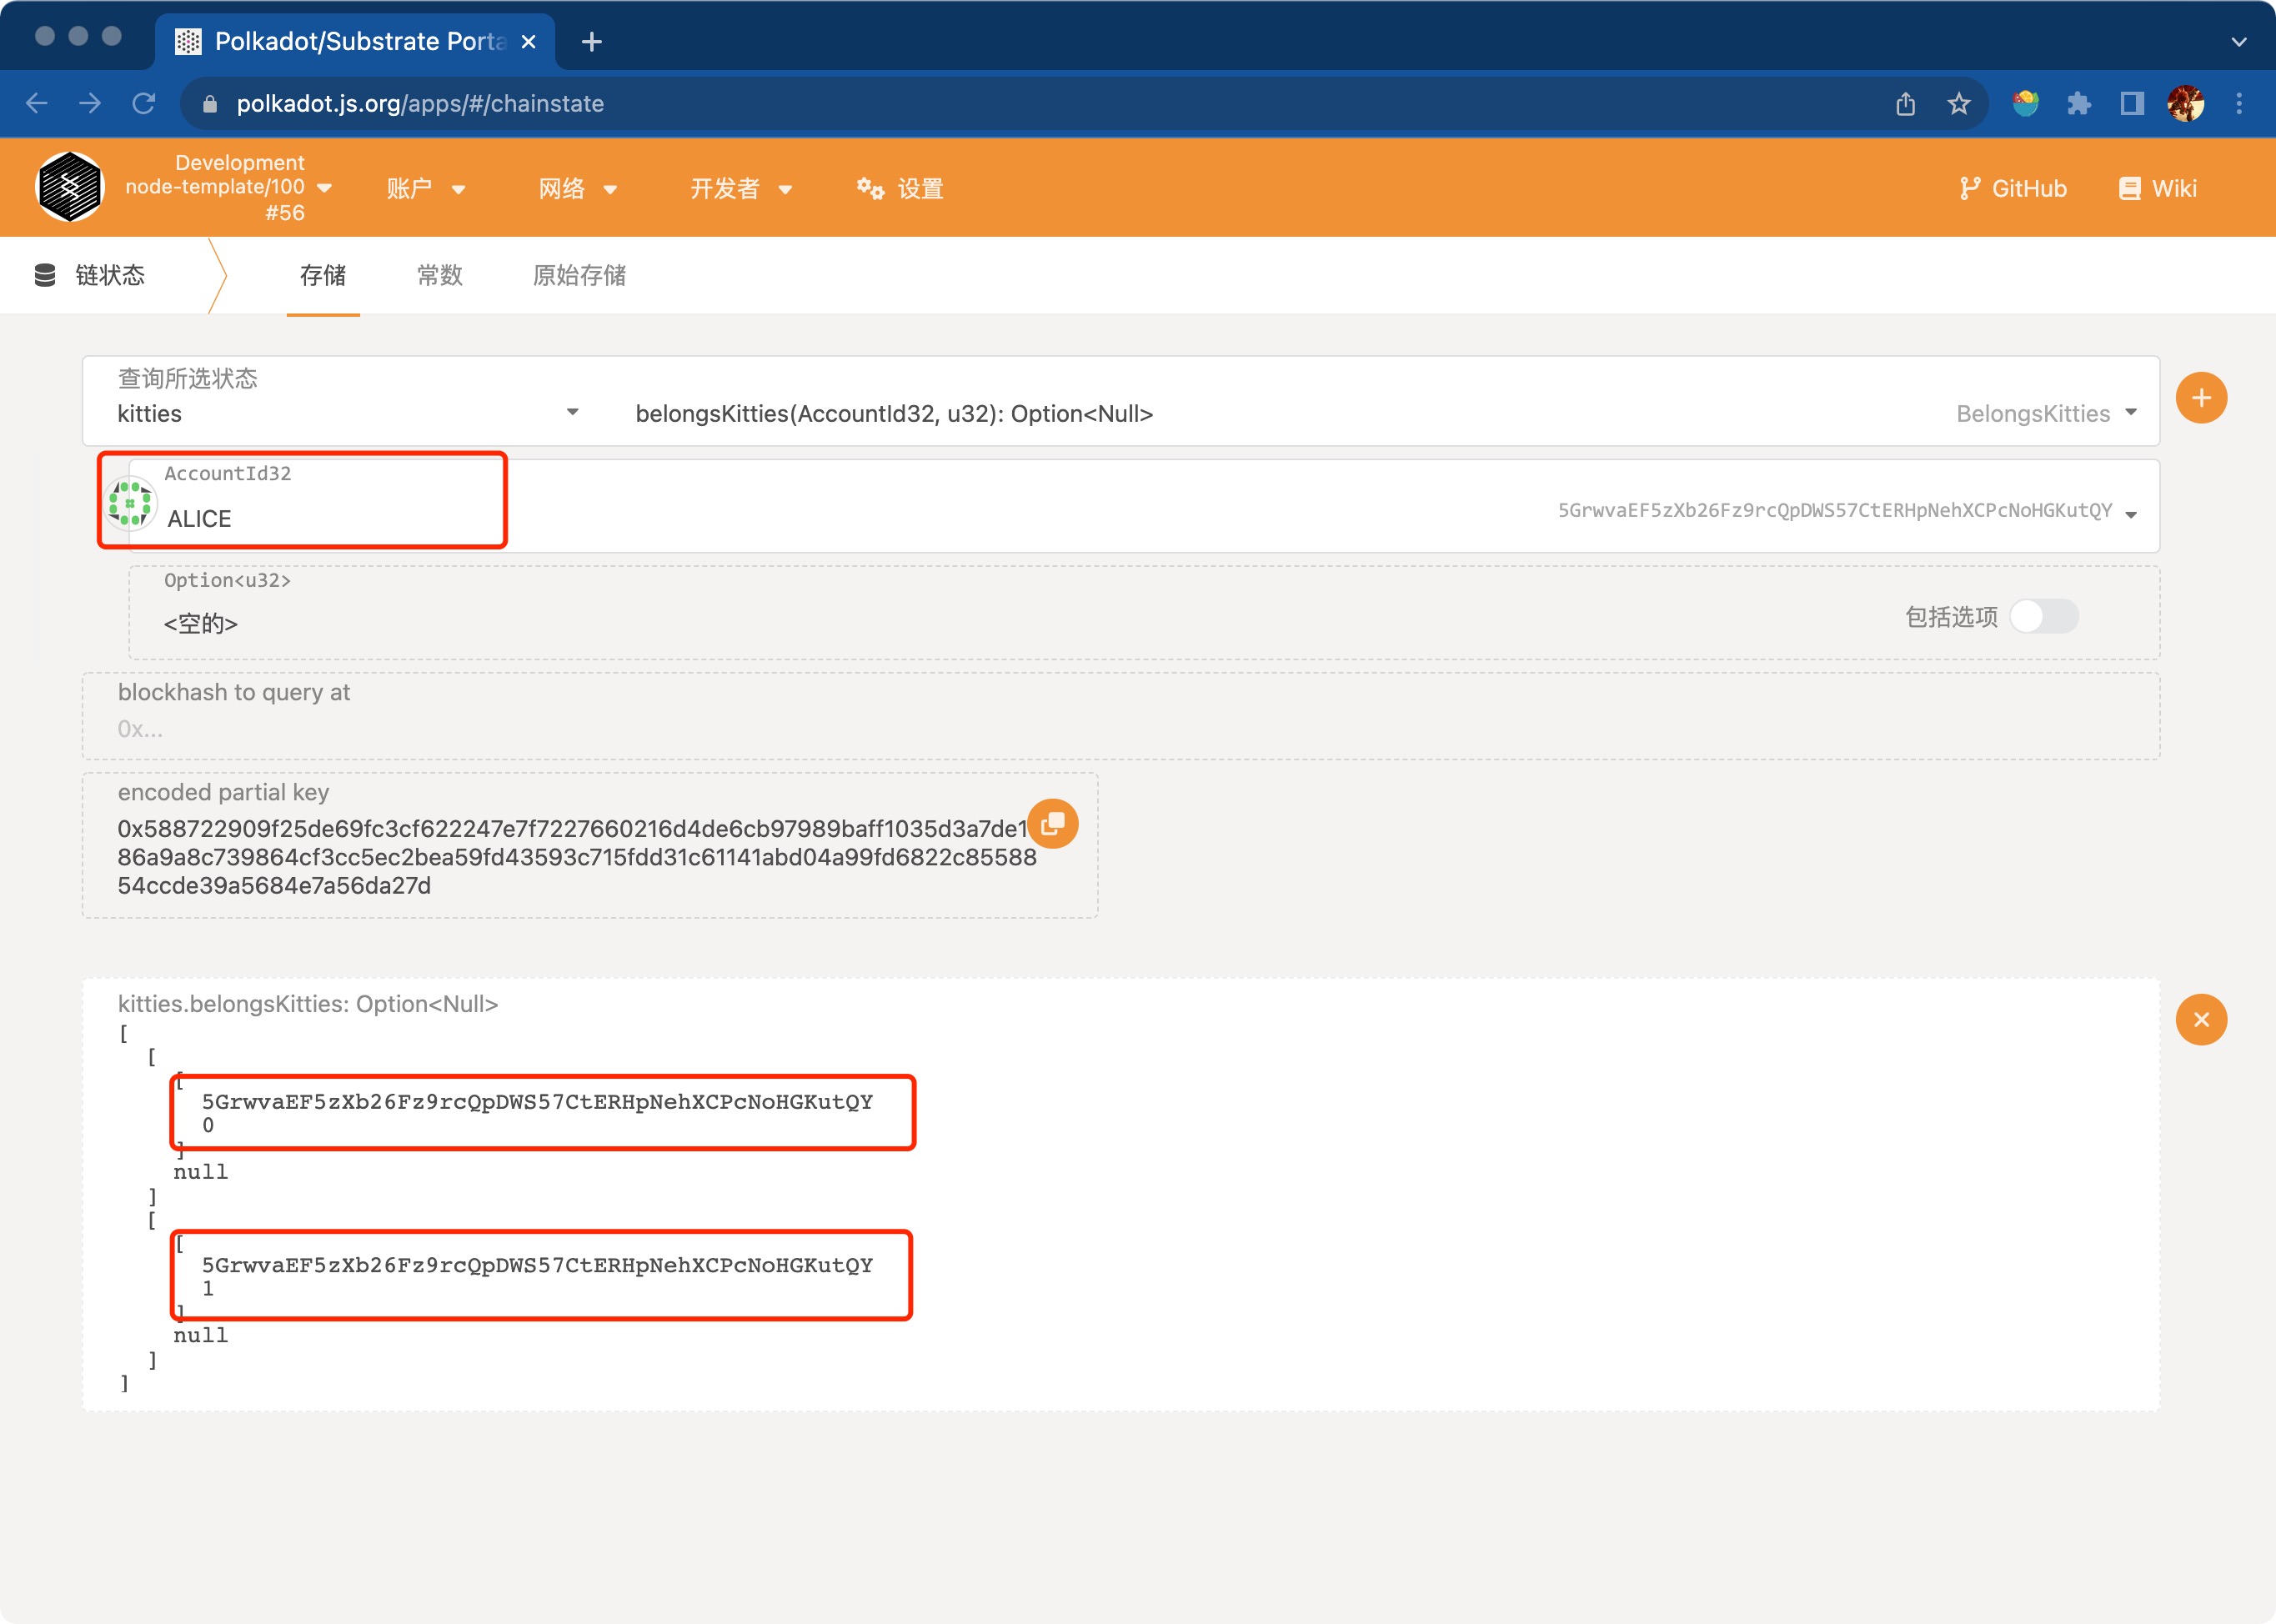 Polkadot/Substrate Porta
polkadot.js.org/apps/#/chainstate
Development
node-template/100
#56
账户
网络
开发者
设置
GitHub
Wiki
链状态
存储
常数
原始存储
查询所选状态
kitties
belongsKitties(AccountId32, u32): Option<Null>
BelongsKitties
AccountId32
ALICE
5GrwvaEF5zXb26Fz9rcQpDWS57CtERHpNehXCPcNoHGKutQY
Option<u32>
<空的>
包括选项
blockhash to query at
0x...
encoded partial key
0x588722909f25de69fc3cf622247e7f7227660216d4de6cb97989baff1035d3a7de1
86a9a8c739864cf3cc5ec2bea59fd43593c715fdd31c61141abd04a99fd6822c85588
54ccde39a5684e7a56da27d
kitties.belongsKitties: Option<Null>
[
[
[
5GrwvaEF5zXb26Fz9rcQpDWS57CtERHpNehXCPcNoHGKutQY
0
]
null
]
[
[
5GrwvaEF5zXb26Fz9rcQpDWS57CtERHpNehXCPcNoHGKutQY
1
]
null
]
]